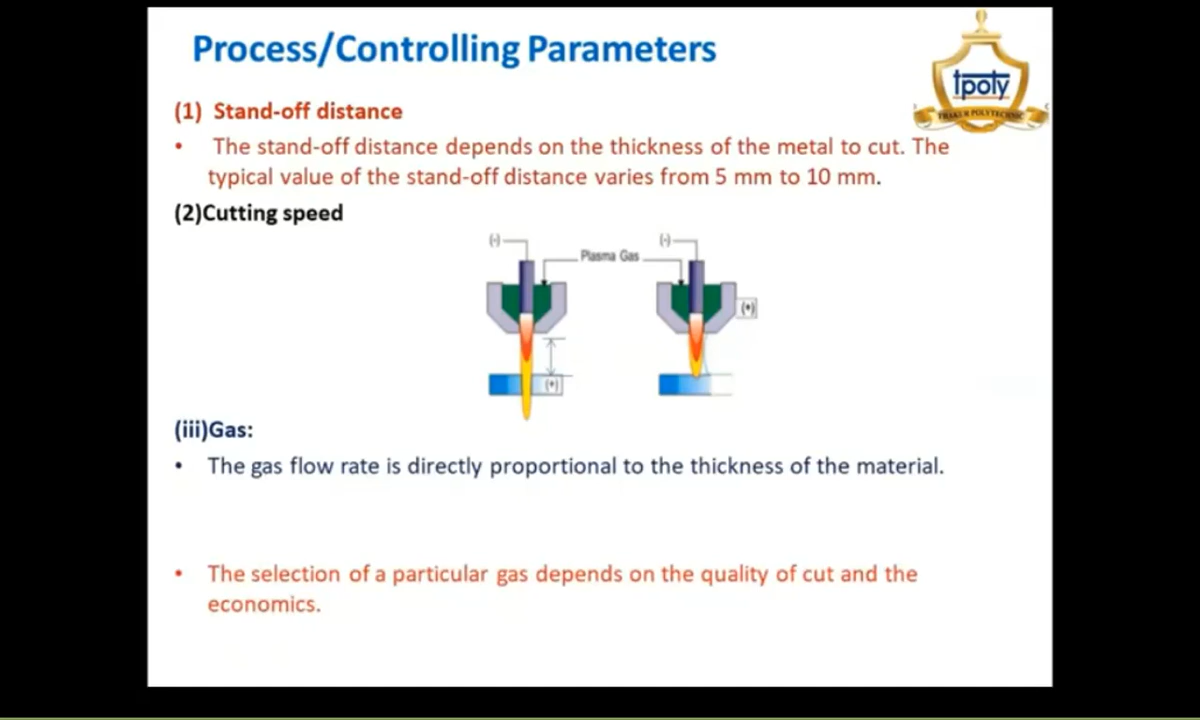 Process/Controlling Parameters
tpoly
THAKUR POLYTECHNIC
(1) Stand-off distance
• The stand-off distance depends on the thickness of the metal to cut. The
typical value of the stand-off distance varies from 5 mm to 10 mm.
(2)Cutting speed
(-) (-)
Plasma Gas
(+)
(+)
(iii)Gas:
• The gas flow rate is directly proportional to the thickness of the material.
• The selection of a particular gas depends on the quality of cut and the
economics.